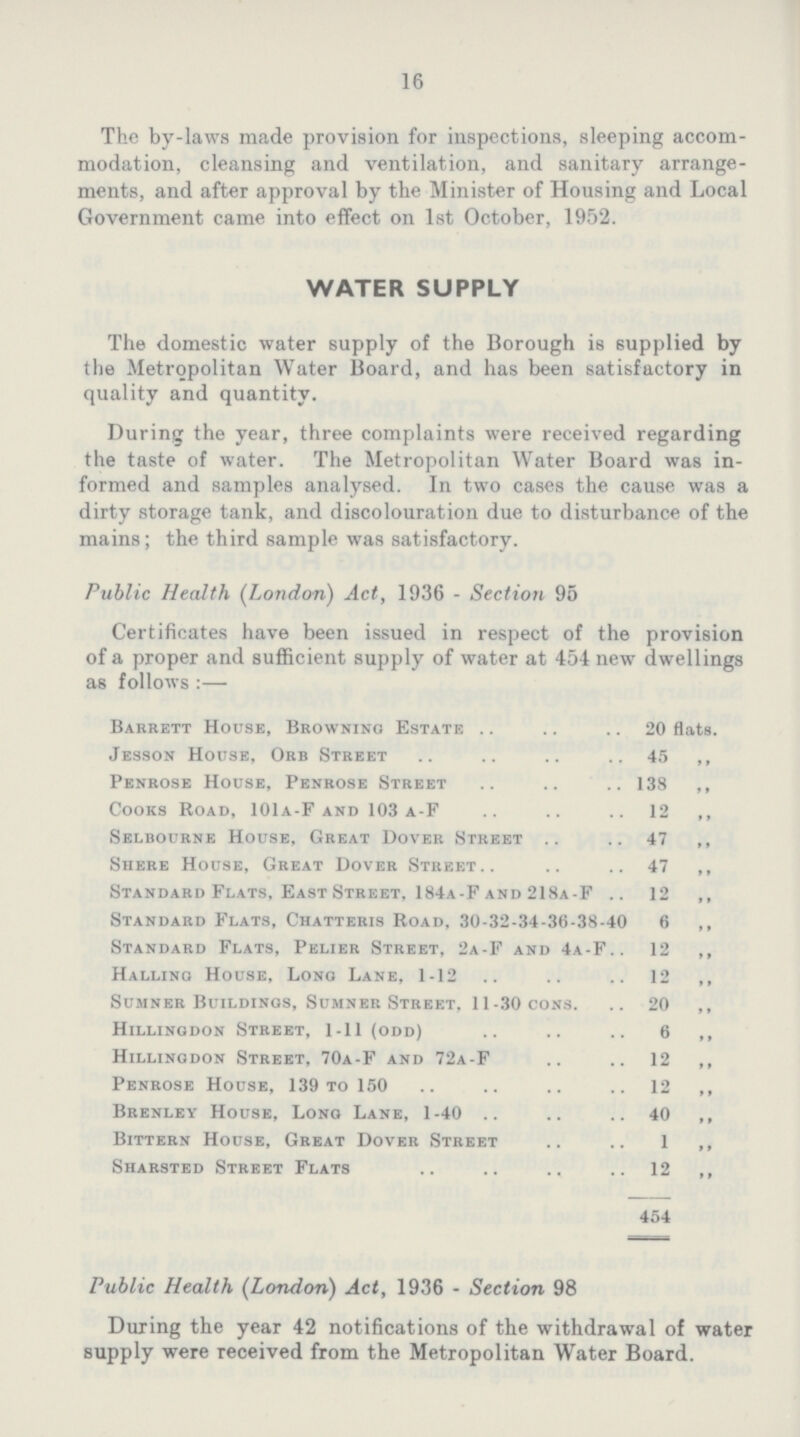 16
The by-laws made provision for inspections, sleeping accom-
modation, cleansing and ventilation, and sanitary arrange-
ments, and after approval by the Minister of Housing and Local
Government came into effect on 1st October, 1952.
WATER SUPPLY
The domestic water supply of the Borough is supplied by
the Metropolitan Water Board, and has been satisfactory in
quality and quantity.
During the year, three complaints were received regarding
the taste of water. The Metropolitan Water Board was in-
formed and samples analysed. In two cases the cause was a
dirty storage tank, and discolouration due to disturbance of the
mains; the third sample was satisfactory.
Public Health (London) Act, 1936 - Section 95
Certificates have been issued in respect of the provision
of a proper and sufficient supply of water at 454 new dwellings
as follows :—
Barrett House, Browning Estate .. .. .. 20 flats.
Jesson House, Orb Street .. .. .. .. 45 ,,
Penrose House, Penrose Street .. .. .. 138 ,,
Cooks Road, 101a-F and 103 a-F .. .. .. 12 ,,
Selbourne House, Great Dover Street .. .. 47 ,,
Shere House, Great Dover Street.. .. .. 47 ,,
Standard Flats, East Street, 184a-F and 218a-F .. 12 ,,
Standard Flats, Chatteris Road, 30-32-34-36-38-40 6 ,,
Standard Flats, Pelier Street, 2a-F and 4a-F.. 12 ,,
Halling House, Long Lane, 1-12 .. .. .. 12 ,,
Sumner Buildings, Sumner Street, 11-30 cons. .. 20 ,,
Hillingdon Street, 1-11 (odd) .. .. .. 6 ,,
Hillingdon Street, 70a-F and 72a-F .. .. 12 ,,
Penrose House, 139 to 150 .. .. .. .. 12 ,,
Brenley House, Long Lane, 1-40 .. .. .. 40 ,,
Bittern House, Great Dover Street .. .. 1 ,,
Sharsted Street Flats .. .. .. .. 12 ,,
454
Public Health (London) Act, 1936 - Section 98
During the year 42 notifications of the withdrawal of water
supply were received from the Metropolitan Water Board.